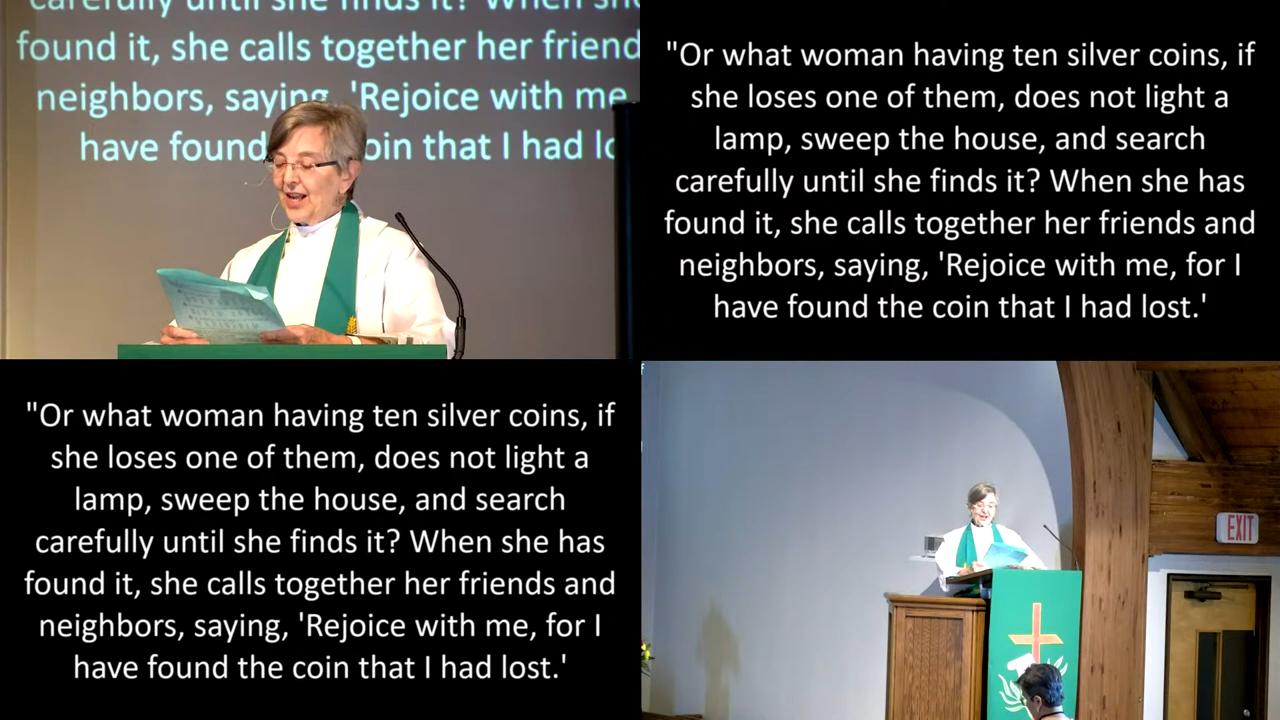 carefully until she finds it? When she
found it, she calls together her friend
neighbors, saying, 'Rejoice with me
have found coin that I had lo
"Or what woman having ten silver coins, if
she loses one of them, does not light a
lamp, sweep the house, and search
carefully until she finds it? When she has
found it, she calls together her friends and
neighbors, saying, 'Rejoice with me, for I
have found the coin that I had lost.'
"Or what woman having ten silver coins, if
she loses one of them, does not light a
lamp, sweep the house, and search
carefully until she finds it? When she has
found it, she calls together her friends and
neighbors, saying, 'Rejoice with me, for I
have found the coin that I had lost.'
EXIT